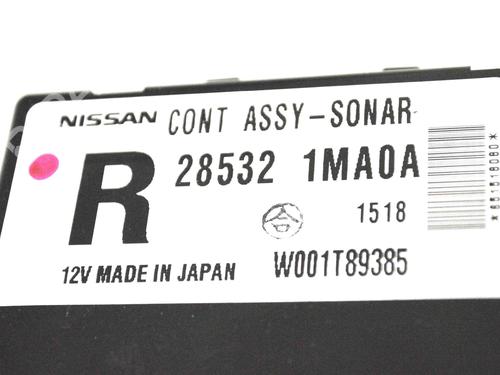 NISSAN CONT ASSY-SONAR
R 28532 1MA0A
1518
12V MADE IN JAPAN W001T89385